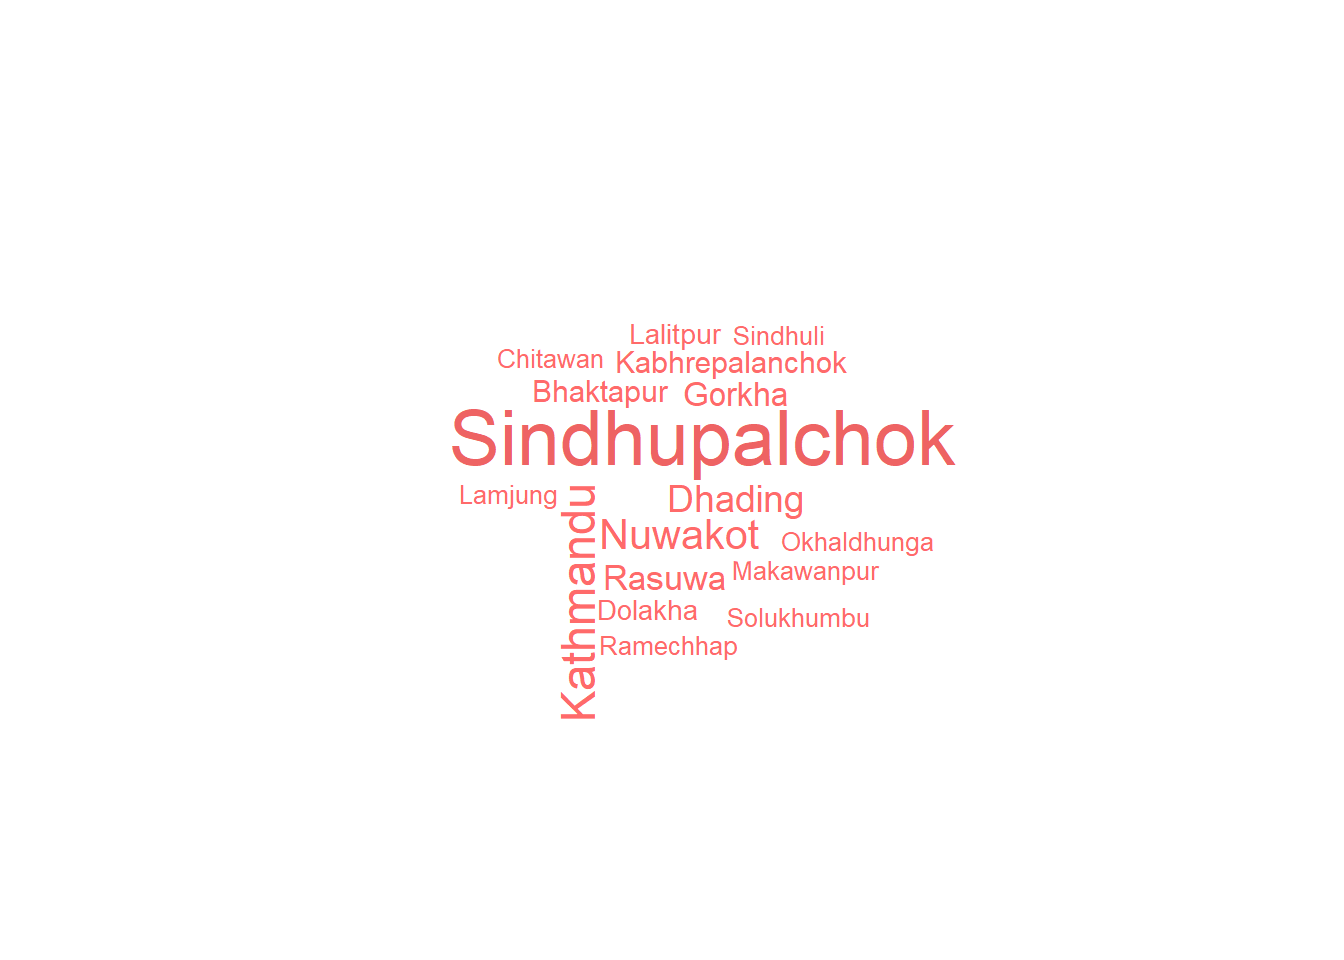 Lalitpur Sindhuli
Chitawan Kabhrepalanchok
Bhaktapur Gorkha
Sindhupalchok
Lamjung Dhading
Kathmandu
Nuwakot Okhaldhunga
Rasuwa Makawanpur
Dolakha Solukhumbu
Ramechhap